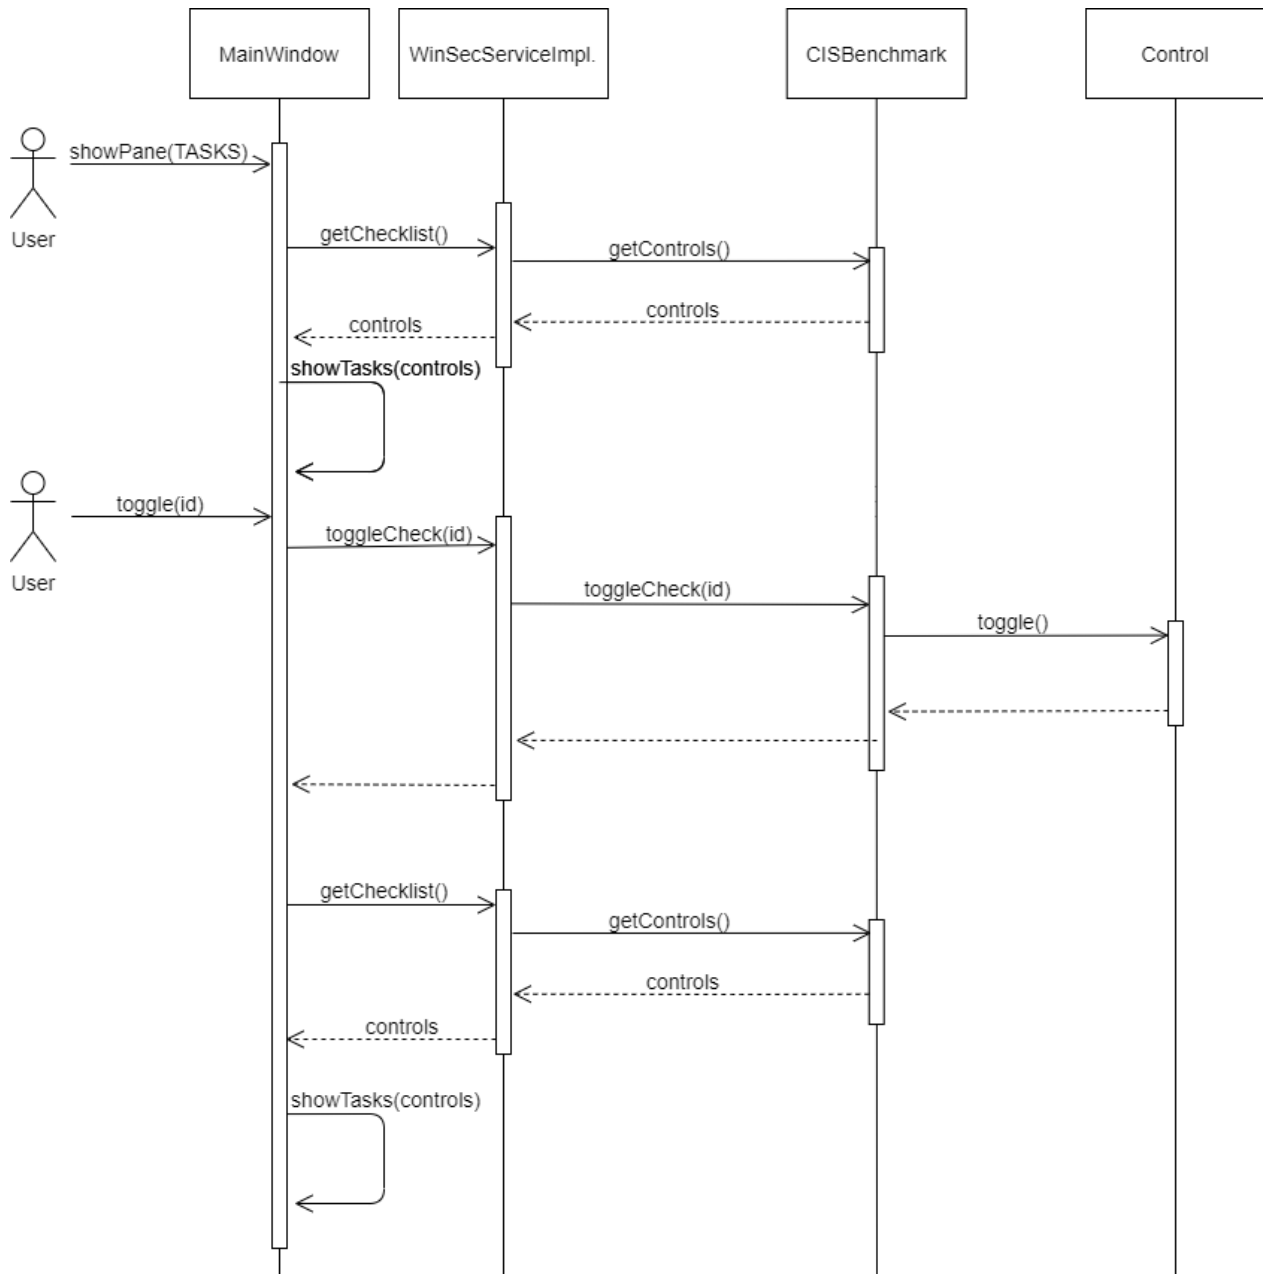 MainWindow
WinSecServiceImpl.
CISBenchmark
Control
showPane(TASKS)
User
getChecklist()
getControls()
controls
controls
showTasks(controls)
toggle(id)
User
toggleCheck(id)
toggleCheck(id)
toggle()
getChecklist()
getControls()
controls
controls
showTasks(controls)